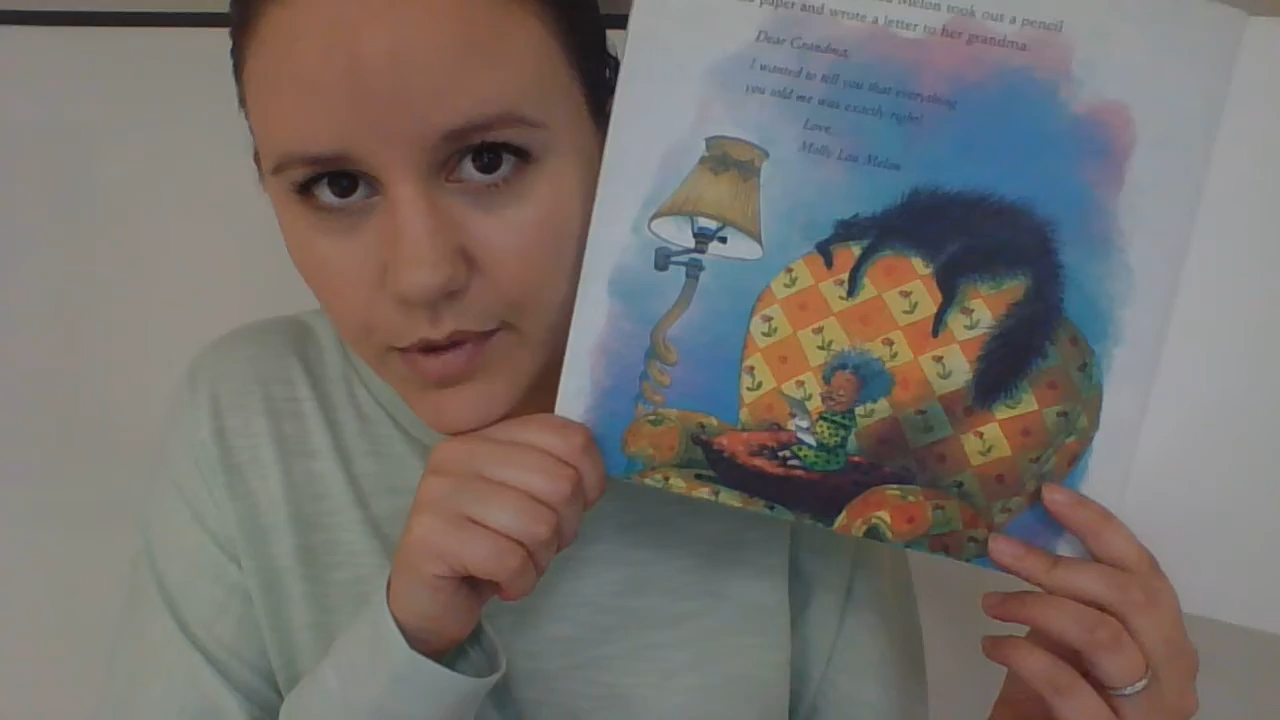 Melon took out a pencil
paper and wrote a letter to her grandma.
Dear Grandma,
I wanted to tell you that everything
you told me was exactly right!
Love,
Molly Lou Melon